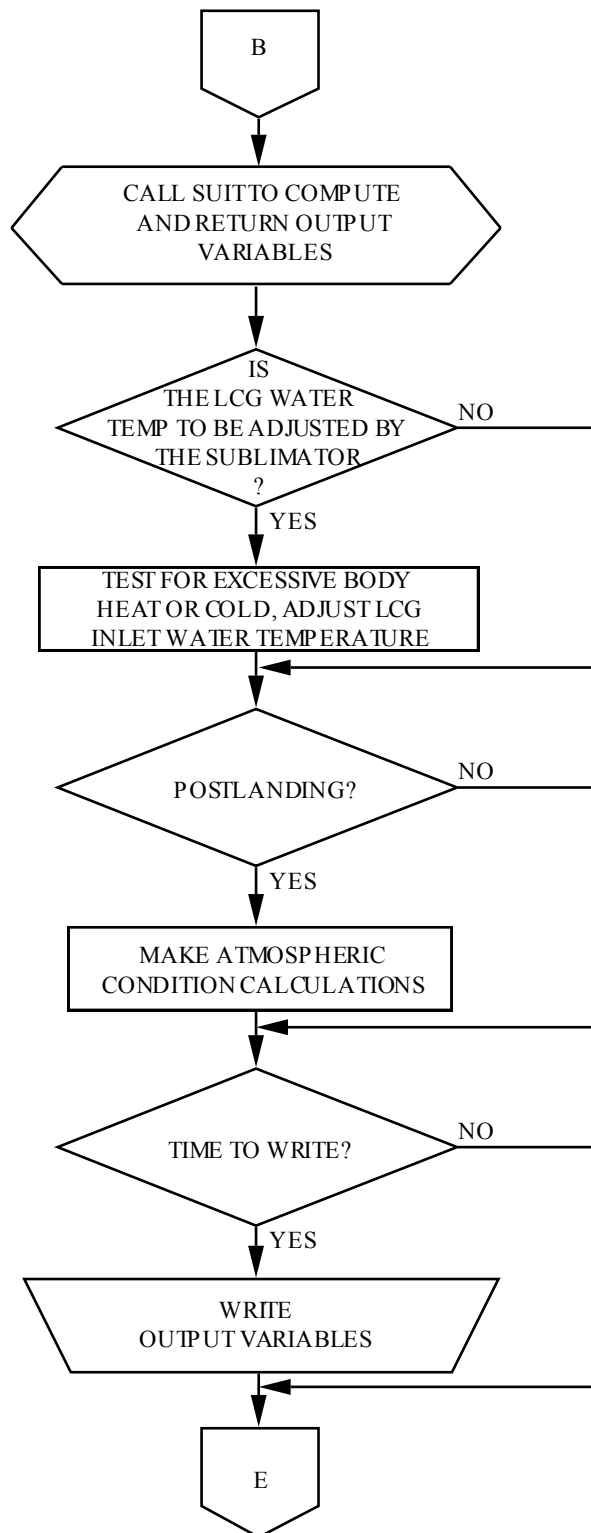 B
CALL SUIT TO COMPUTE
AND RETURN OUTPUT
VARIABLES
IS
THE LCG WATER
TEMP TO BE ADJUSTED BY
THE SUBLIMATOR
?
NO
YES
TEST FOR EXCESSIVE BODY
HEAT OR COLD, ADJUST LCG
INLET WATER TEMPERATURE
POSTLANDING?
NO
YES
MAKE ATMOSPHERIC
CONDITION CALCULATIONS
TIME TO WRITE?
NO
YES
WRITE
OUTPUT VARIABLES
E